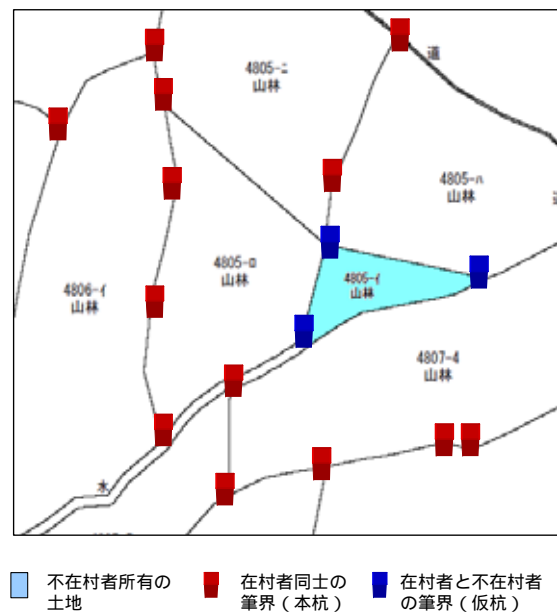 道
4805-ニ
山林
4805-ハ
山林
4805-ロ
山林
4805-イ
山林
4806-イ
山林
4807-4
山林
水
不在村者所有の
土地
在村者同士の
筆界（本杭）
在村者と不在村者
の筆界（仮杭）